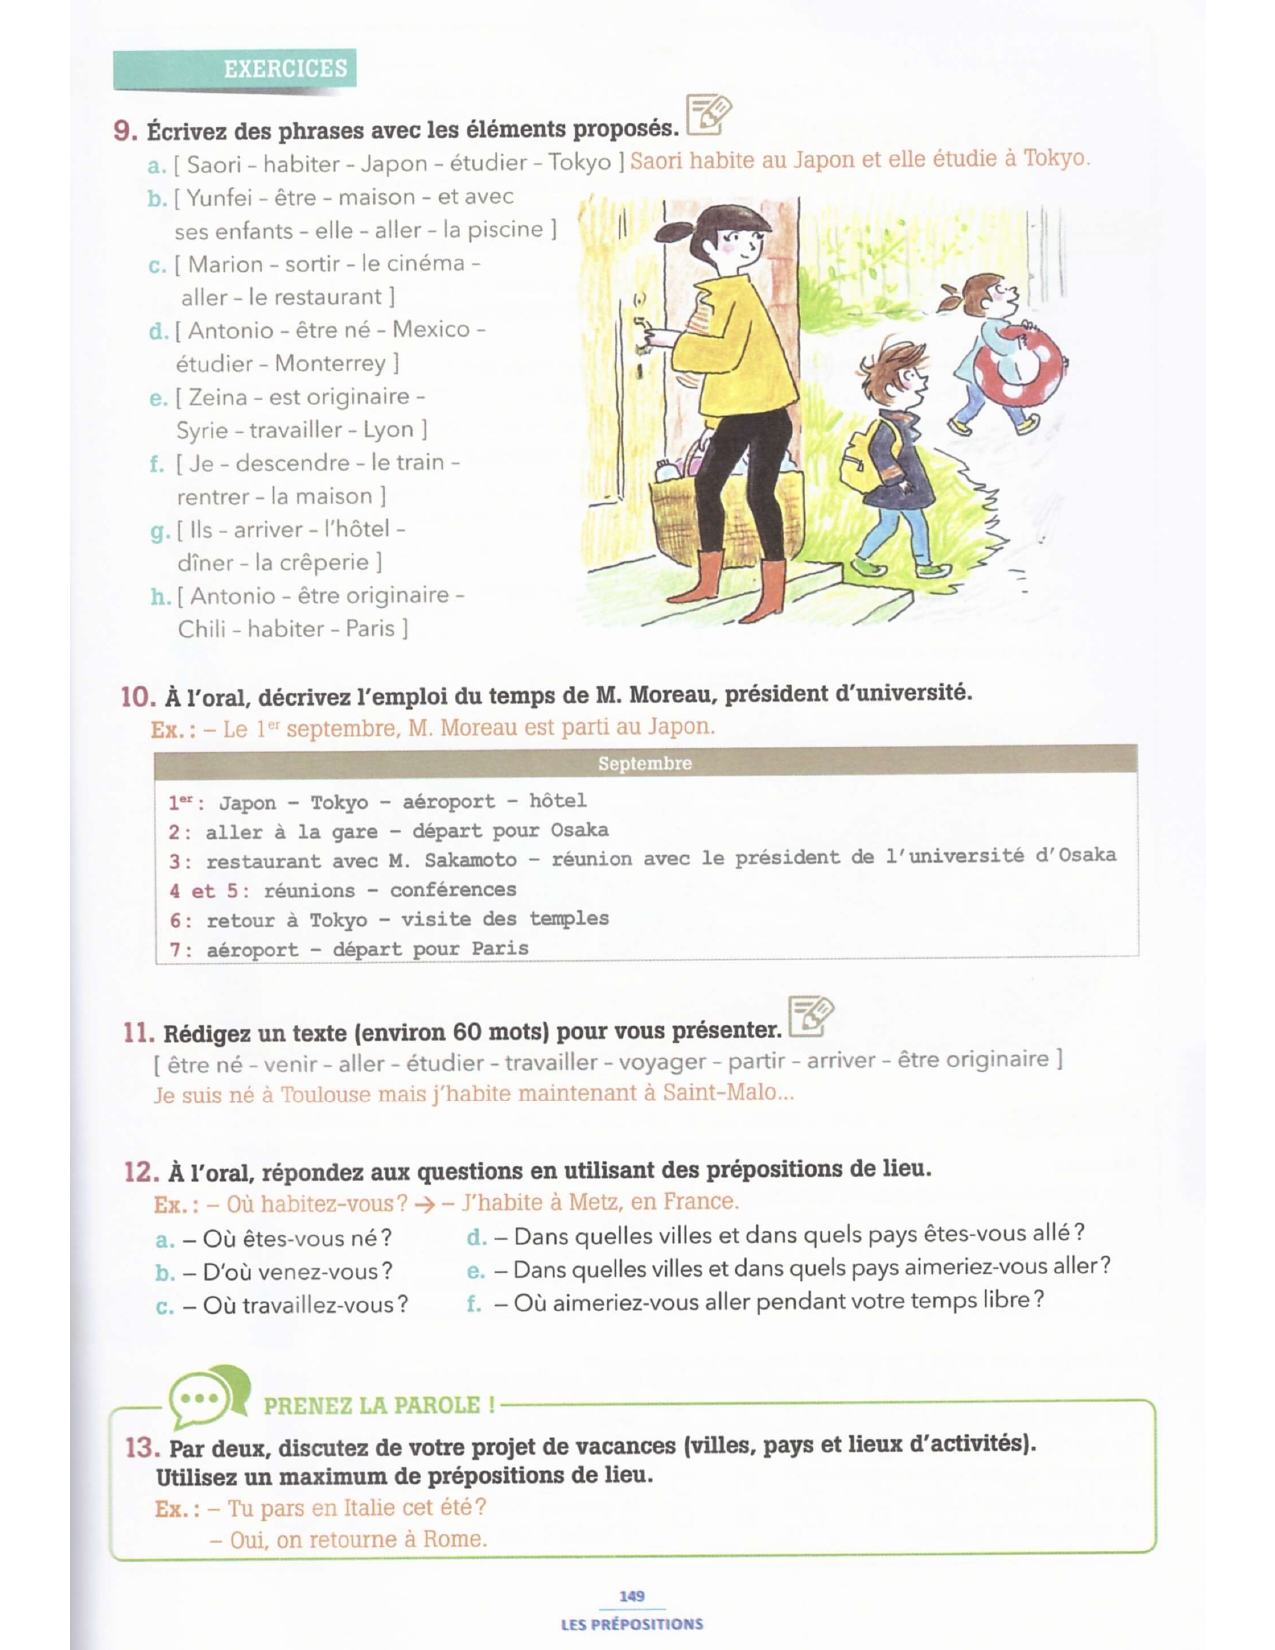 EXERCICES
9. Écrivez des phrases avec les éléments proposés.
a. [ Saori – habiter – Japon – étudier – Tokyo ] Saori habite au Japon et elle étudie à Tokyo.
b. [ Yunfei – être – maison – et avec
ses enfants – elle – aller – la piscine ]
c. [ Marion – sortir – le cinéma –
aller – le restaurant ]
d. [ Antonio – être né – Mexico –
étudier – Monterrey ]
e. [ Zeina – est originaire –
Syrie – travailler – Lyon ]
f. [ Je – descendre – le train –
rentrer – la maison ]
g. [ Ils – arriver – l'hôtel –
dîner – la crêperie ]
h. [ Antonio – être originaire –
Chili – habiter – Paris ]
10. À l'oral, décrivez l'emploi du temps de M. Moreau, président d'université.
Ex. : – Le 1er septembre, M. Moreau est parti au Japon.
Septembre
1er : Japon – Tokyo – aéroport – hôtel
2 : aller à la gare – départ pour Osaka
3 : restaurant avec M. Sakamoto – réunion avec le président de l'université d'Osaka
4 et 5 : réunions – conférences
6 : retour à Tokyo – visite des temples
7 : aéroport – départ pour Paris
11. Rédigez un texte (environ 60 mots) pour vous présenter.
[ être né – venir – aller – étudier – travailler – voyager – partir – arriver – être originaire ]
Je suis né à Toulouse mais j'habite maintenant à Saint-Malo...
12. À l'oral, répondez aux questions en utilisant des prépositions de lieu.
Ex. : – Où habitez-vous ? → – J'habite à Metz, en France.
a. – Où êtes-vous né ?
b. – D'où venez-vous ?
c. – Où travaillez-vous ?
d. – Dans quelles villes et dans quels pays êtes-vous allé ?
e. – Dans quelles villes et dans quels pays aimeriez-vous aller ?
f. – Où aimeriez-vous aller pendant votre temps libre ?
PRENEZ LA PAROLE !
13. Par deux, discutez de votre projet de vacances (villes, pays et lieux d'activités).
Utilisez un maximum de prépositions de lieu.
Ex. : – Tu pars en Italie cet été ?
– Oui, on retourne à Rome.
149
LES PRÉPOSITIONS